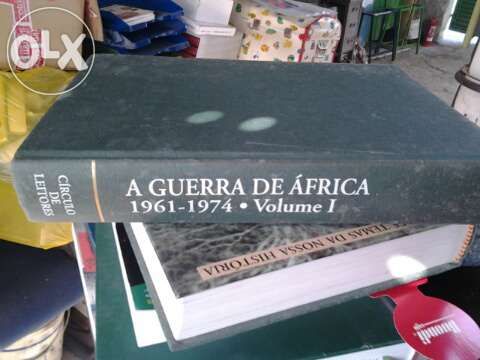 OLX
CÍRCULO
DE
LEITORES
A GUERRA DE ÁFRICA
1961-1974 • Volume I
TEMAS DA NOSSA HISTÓRIA